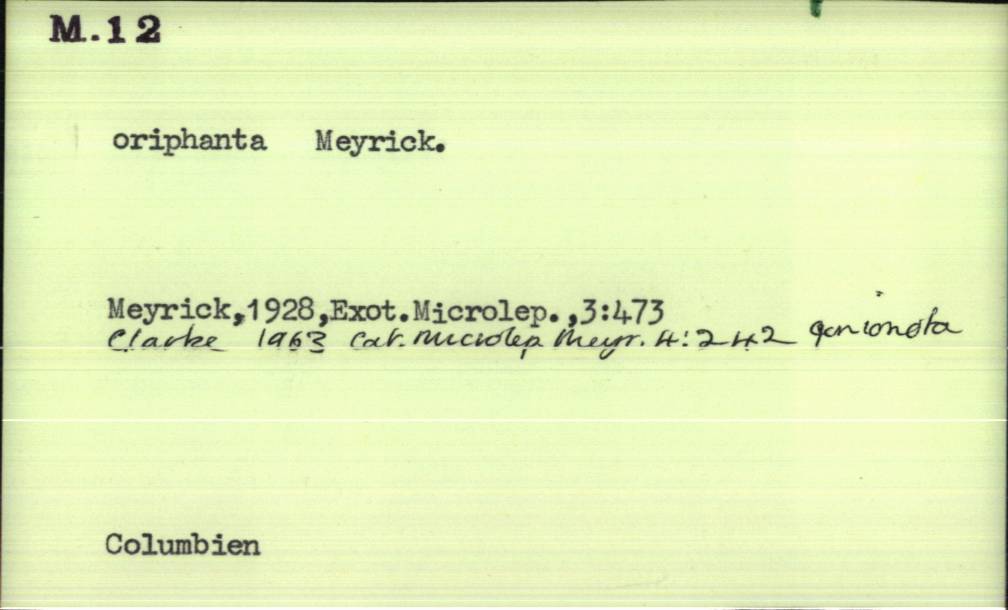 M.12
oriphanta Meyrick.
Meyrick,1928,Exot.Microlep.,3:473
Clarke 1963 Cat. Microlep Meyr. 4:242 gonionota
Columbien